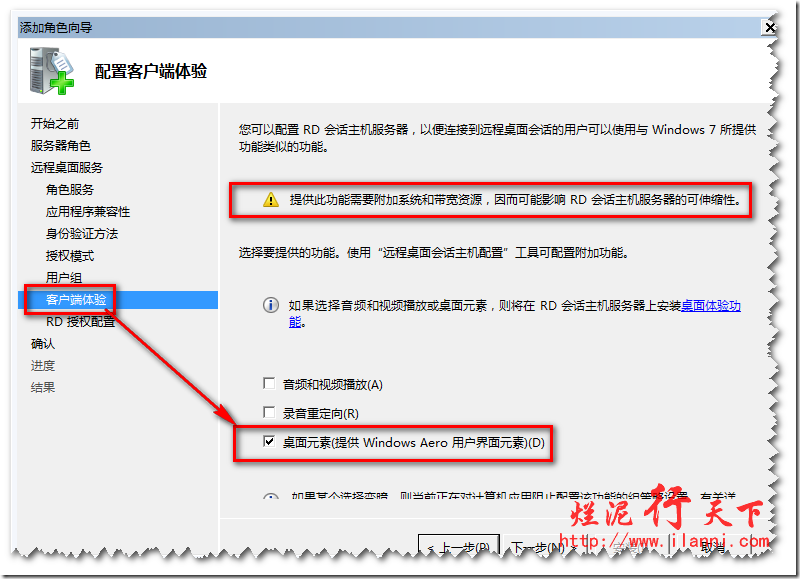 添加角色向导
配置客户端体验
开始之前
服务器角色
远程桌面服务
角色服务
应用程序兼容性
身份验证方法
授权模式
用户组
客户端体验
RD 授权配置
确认
进度
结果
您可以配置 RD 会话主机服务器，以便连接到远程桌面会话的用户可以使用与 Windows 7 所提供
功能类似的功能。
提供此功能需要附加系统和带宽资源，因而可能影响 RD 会话主机服务器的可伸缩性。
选择要提供的功能。使用“远程桌面会话主机配置”工具可配置附加功能。
如果选择音频和视频播放或桌面元素，则将在 RD 会话主机服务器上安装桌面体验功
能。
音频和视频播放(A)
录音重定向(R)
桌面元素(提供 Windows Aero 用户界面元素)(D)
如果某个选择变暗，则当前正在对计算机应用阻止配置该功能的组策略设置。有关详
烂泥行天下
http://www.ilanni.com
< 上一步(P) 下一步(N) > 取消